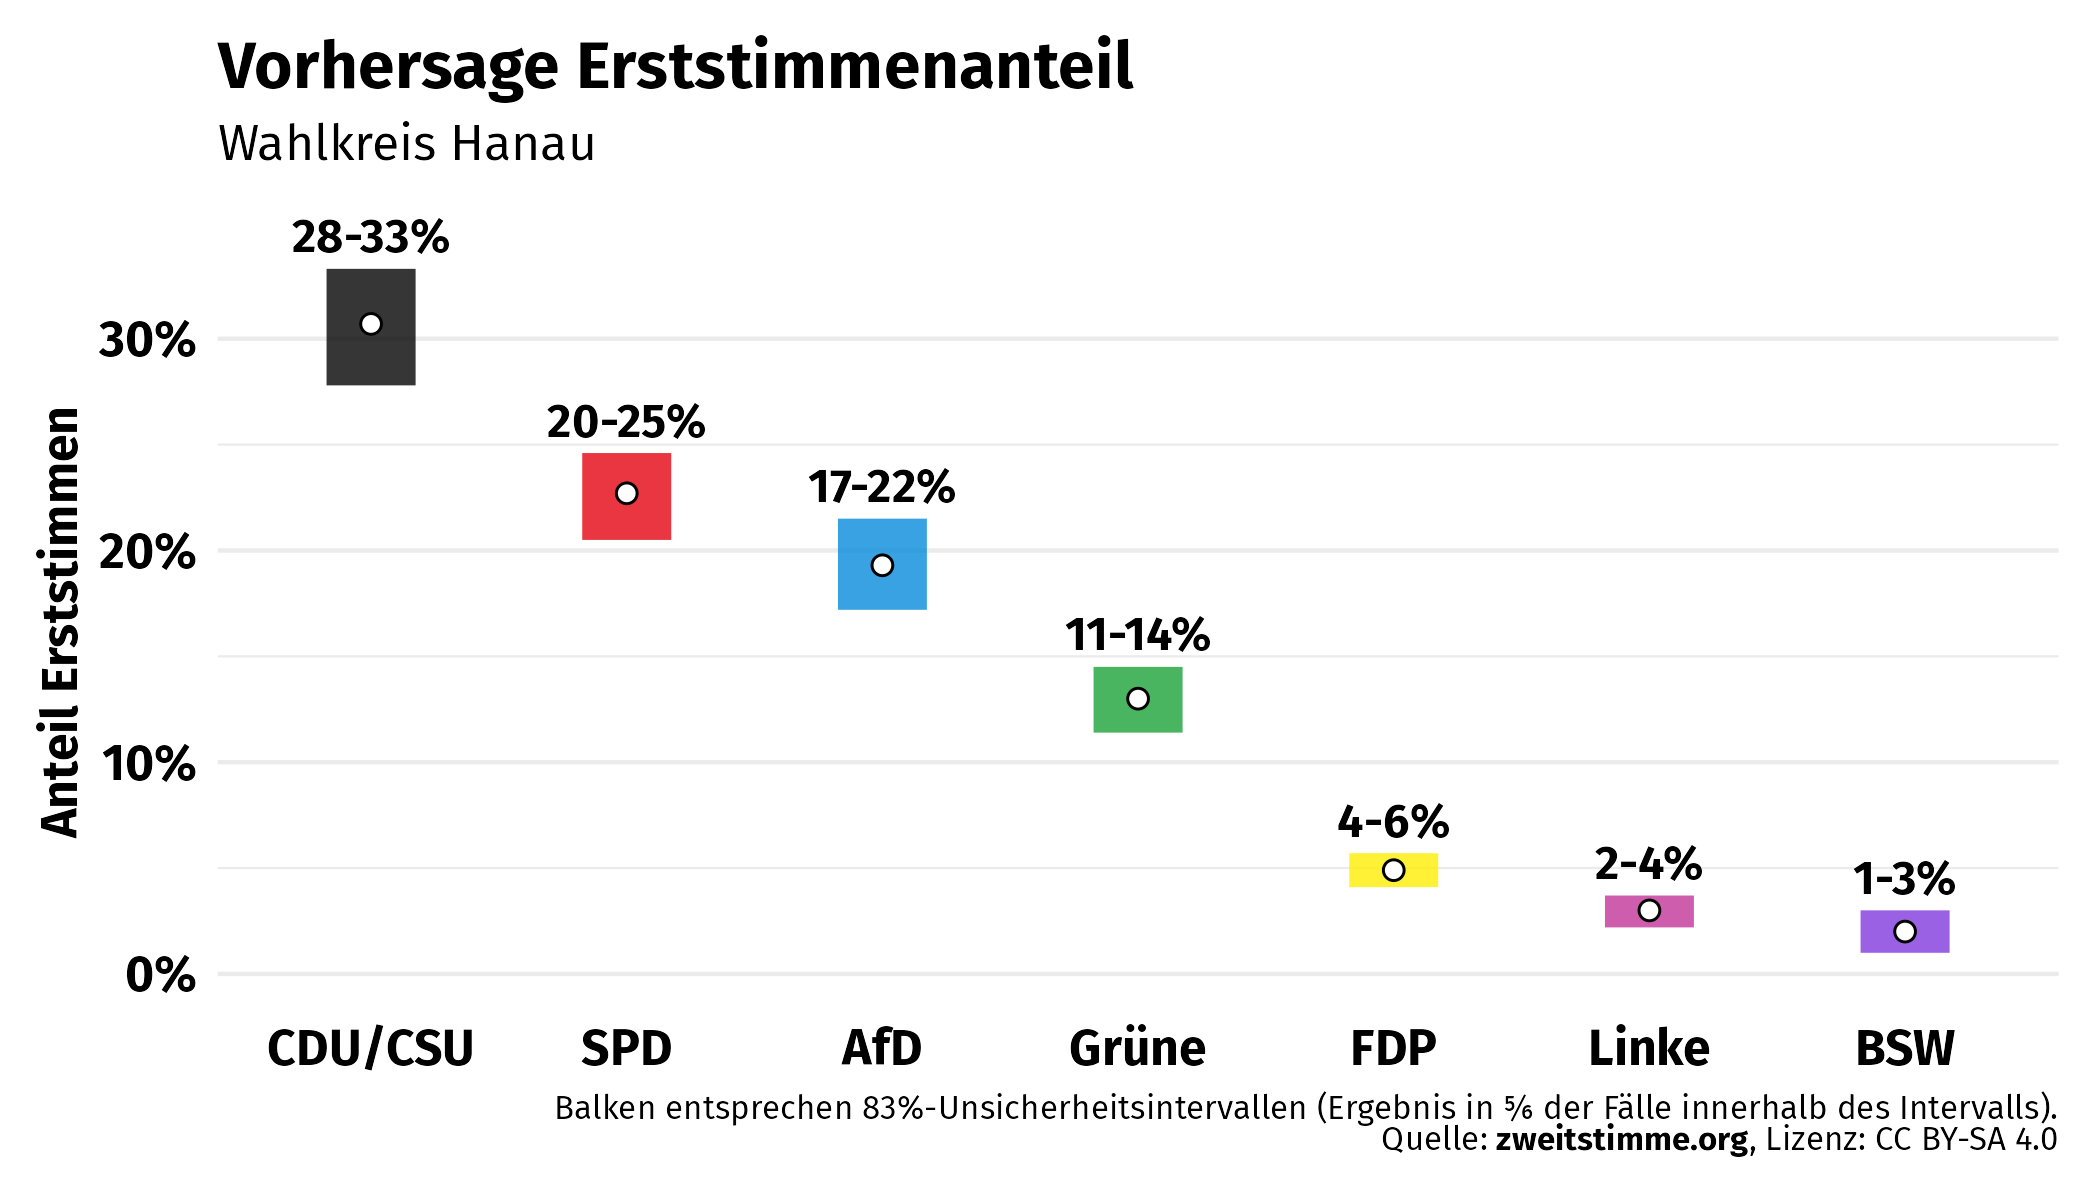 Vorhersage Erststimmenanteil
Wahlkreis Hanau
28-33%
20-25%
17-22%
11-14%
4-6%
2-4%
1-3%
30%
20%
10%
0%
Anteil Erststimmen
CDU/CSU SPD AfD Grüne FDP Linke BSW
Balken entsprechen 83%-Unsicherheitsintervallen (Ergebnis in ⅚ der Fälle innerhalb des Intervalls).
Quelle: zweitstimme.org, Lizenz: CC BY-SA 4.0